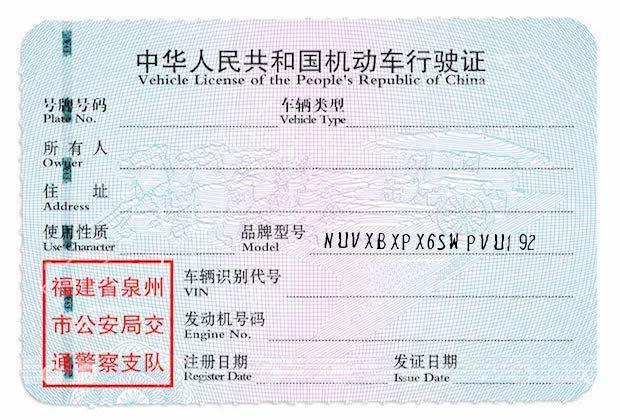 中华人民共和国机动车行驶证
Vehicle License of the People's Republic of China
号牌号码 车辆类型
Plate No. Vehicle Type
所有人
Owner
住址
Address
使用性质 品牌型号 NUVXBXPX6SWPVU192
Use Character Model
福建省泉州
市公安局交
通警察支队
车辆识别代号
VIN
发动机号码
Engine No.
注册日期 发证日期
Register Date Issue Date